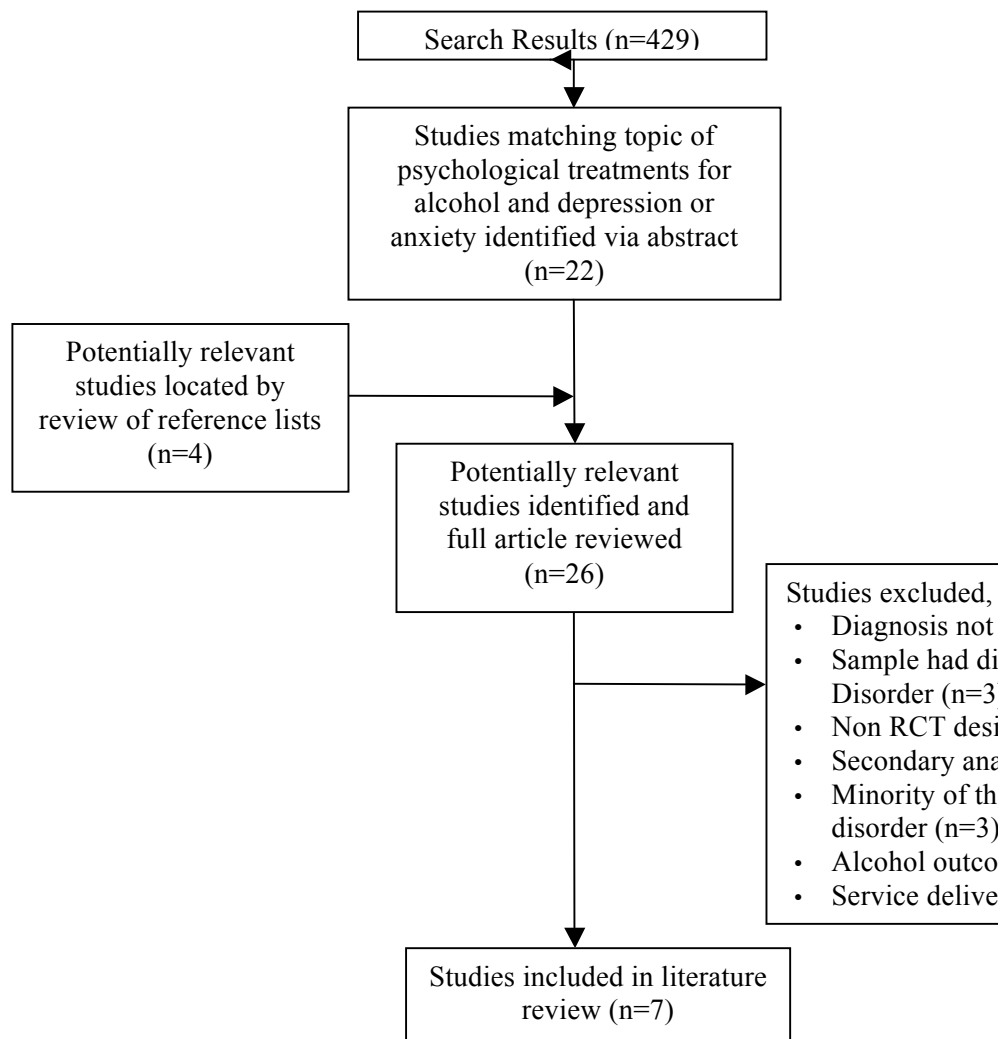 Search Results (n=429)
Studies matching topic of
psychological treatments for
alcohol and depression or
anxiety identified via abstract
(n=22)
Potentially relevant
studies located by
review of reference lists
(n=4)
Potentially relevant
studies identified and
full article reviewed
(n=26)
Studies excluded,
• Diagnosis not
• Sample had di
Disorder (n=3)
• Non RCT desi
• Secondary ana
• Minority of th
disorder (n=3)
• Alcohol outco
• Service delive
Studies included in literature
review (n=7)